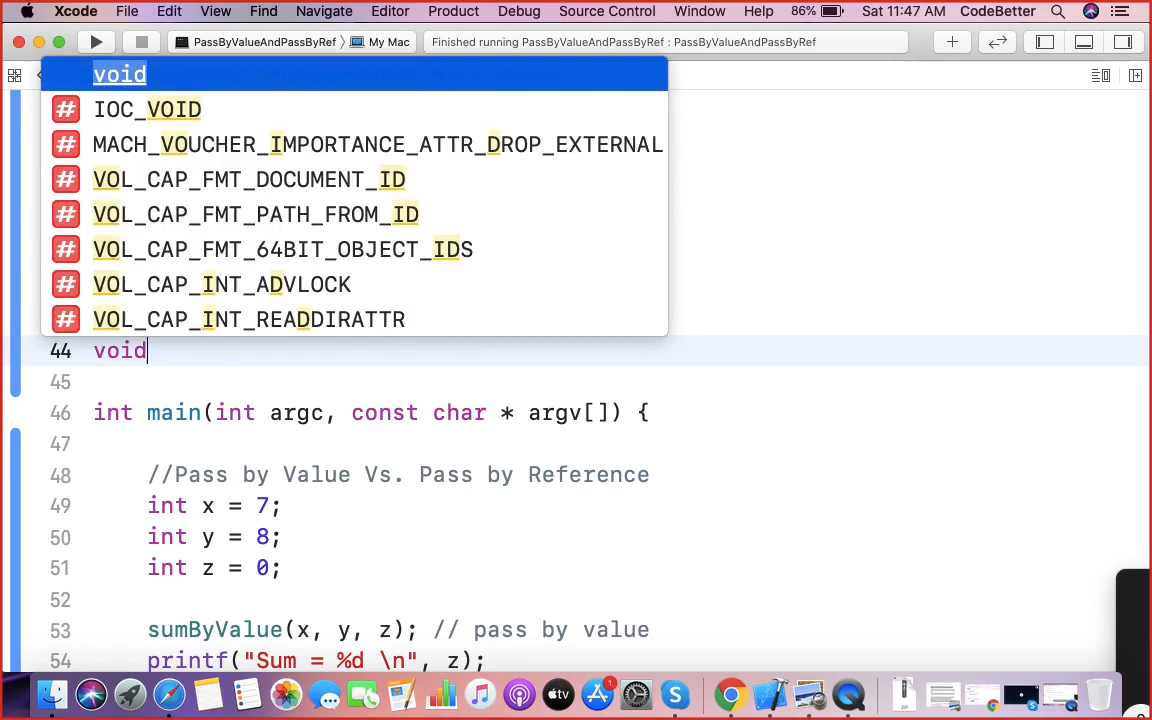 Xcode File Edit View Find Navigate Editor Product Debug Source Control Window Help 86% Sat 11:47 AM CodeBetter
PassByValueAndPassByRef My Mac Finished running PassByValueAndPassByRef : PassByValueAndPassByRef
void
# IOC_VOID
# MACH_VOUCHER_IMPORTANCE_ATTR_DROP_EXTERNAL
# VOL_CAP_FMT_DOCUMENT_ID
# VOL_CAP_FMT_PATH_FROM_ID
# VOL_CAP_FMT_64BIT_OBJECT_IDS
# VOL_CAP_INT_ADVLOCK
# VOL_CAP_INT_READDIRATTR
44 void
45
46 int main(int argc, const char * argv[]) {
47
48 //Pass by Value Vs. Pass by Reference
49 int x = 7;
50 int y = 8;
51 int z = 0;
52
53 sumByValue(x, y, z); // pass by value
54 printf("Sum = %d \n", z);
tv
1